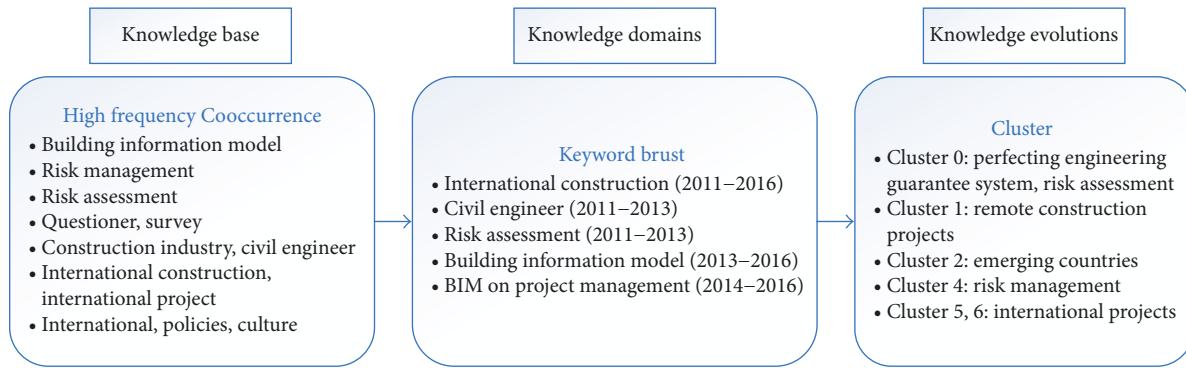 Knowledge base
High frequency Cooccurrence
• Building information model
• Risk management
• Risk assessment
• Questioner, survey
• Construction industry, civil engineer
• International construction,
international project
• International, policies, culture
Knowledge domains
Keyword brust
• International construction (2011–2016)
• Civil engineer (2011–2013)
• Risk assessment (2011–2013)
• Building information model (2013–2016)
• BIM on project management (2014–2016)
Knowledge evolutions
Cluster
• Cluster 0: perfecting engineering
guarantee system, risk assessment
• Cluster 1: remote construction
projects
• Cluster 2: emerging countries
• Cluster 4: risk management
• Cluster 5, 6: international projects